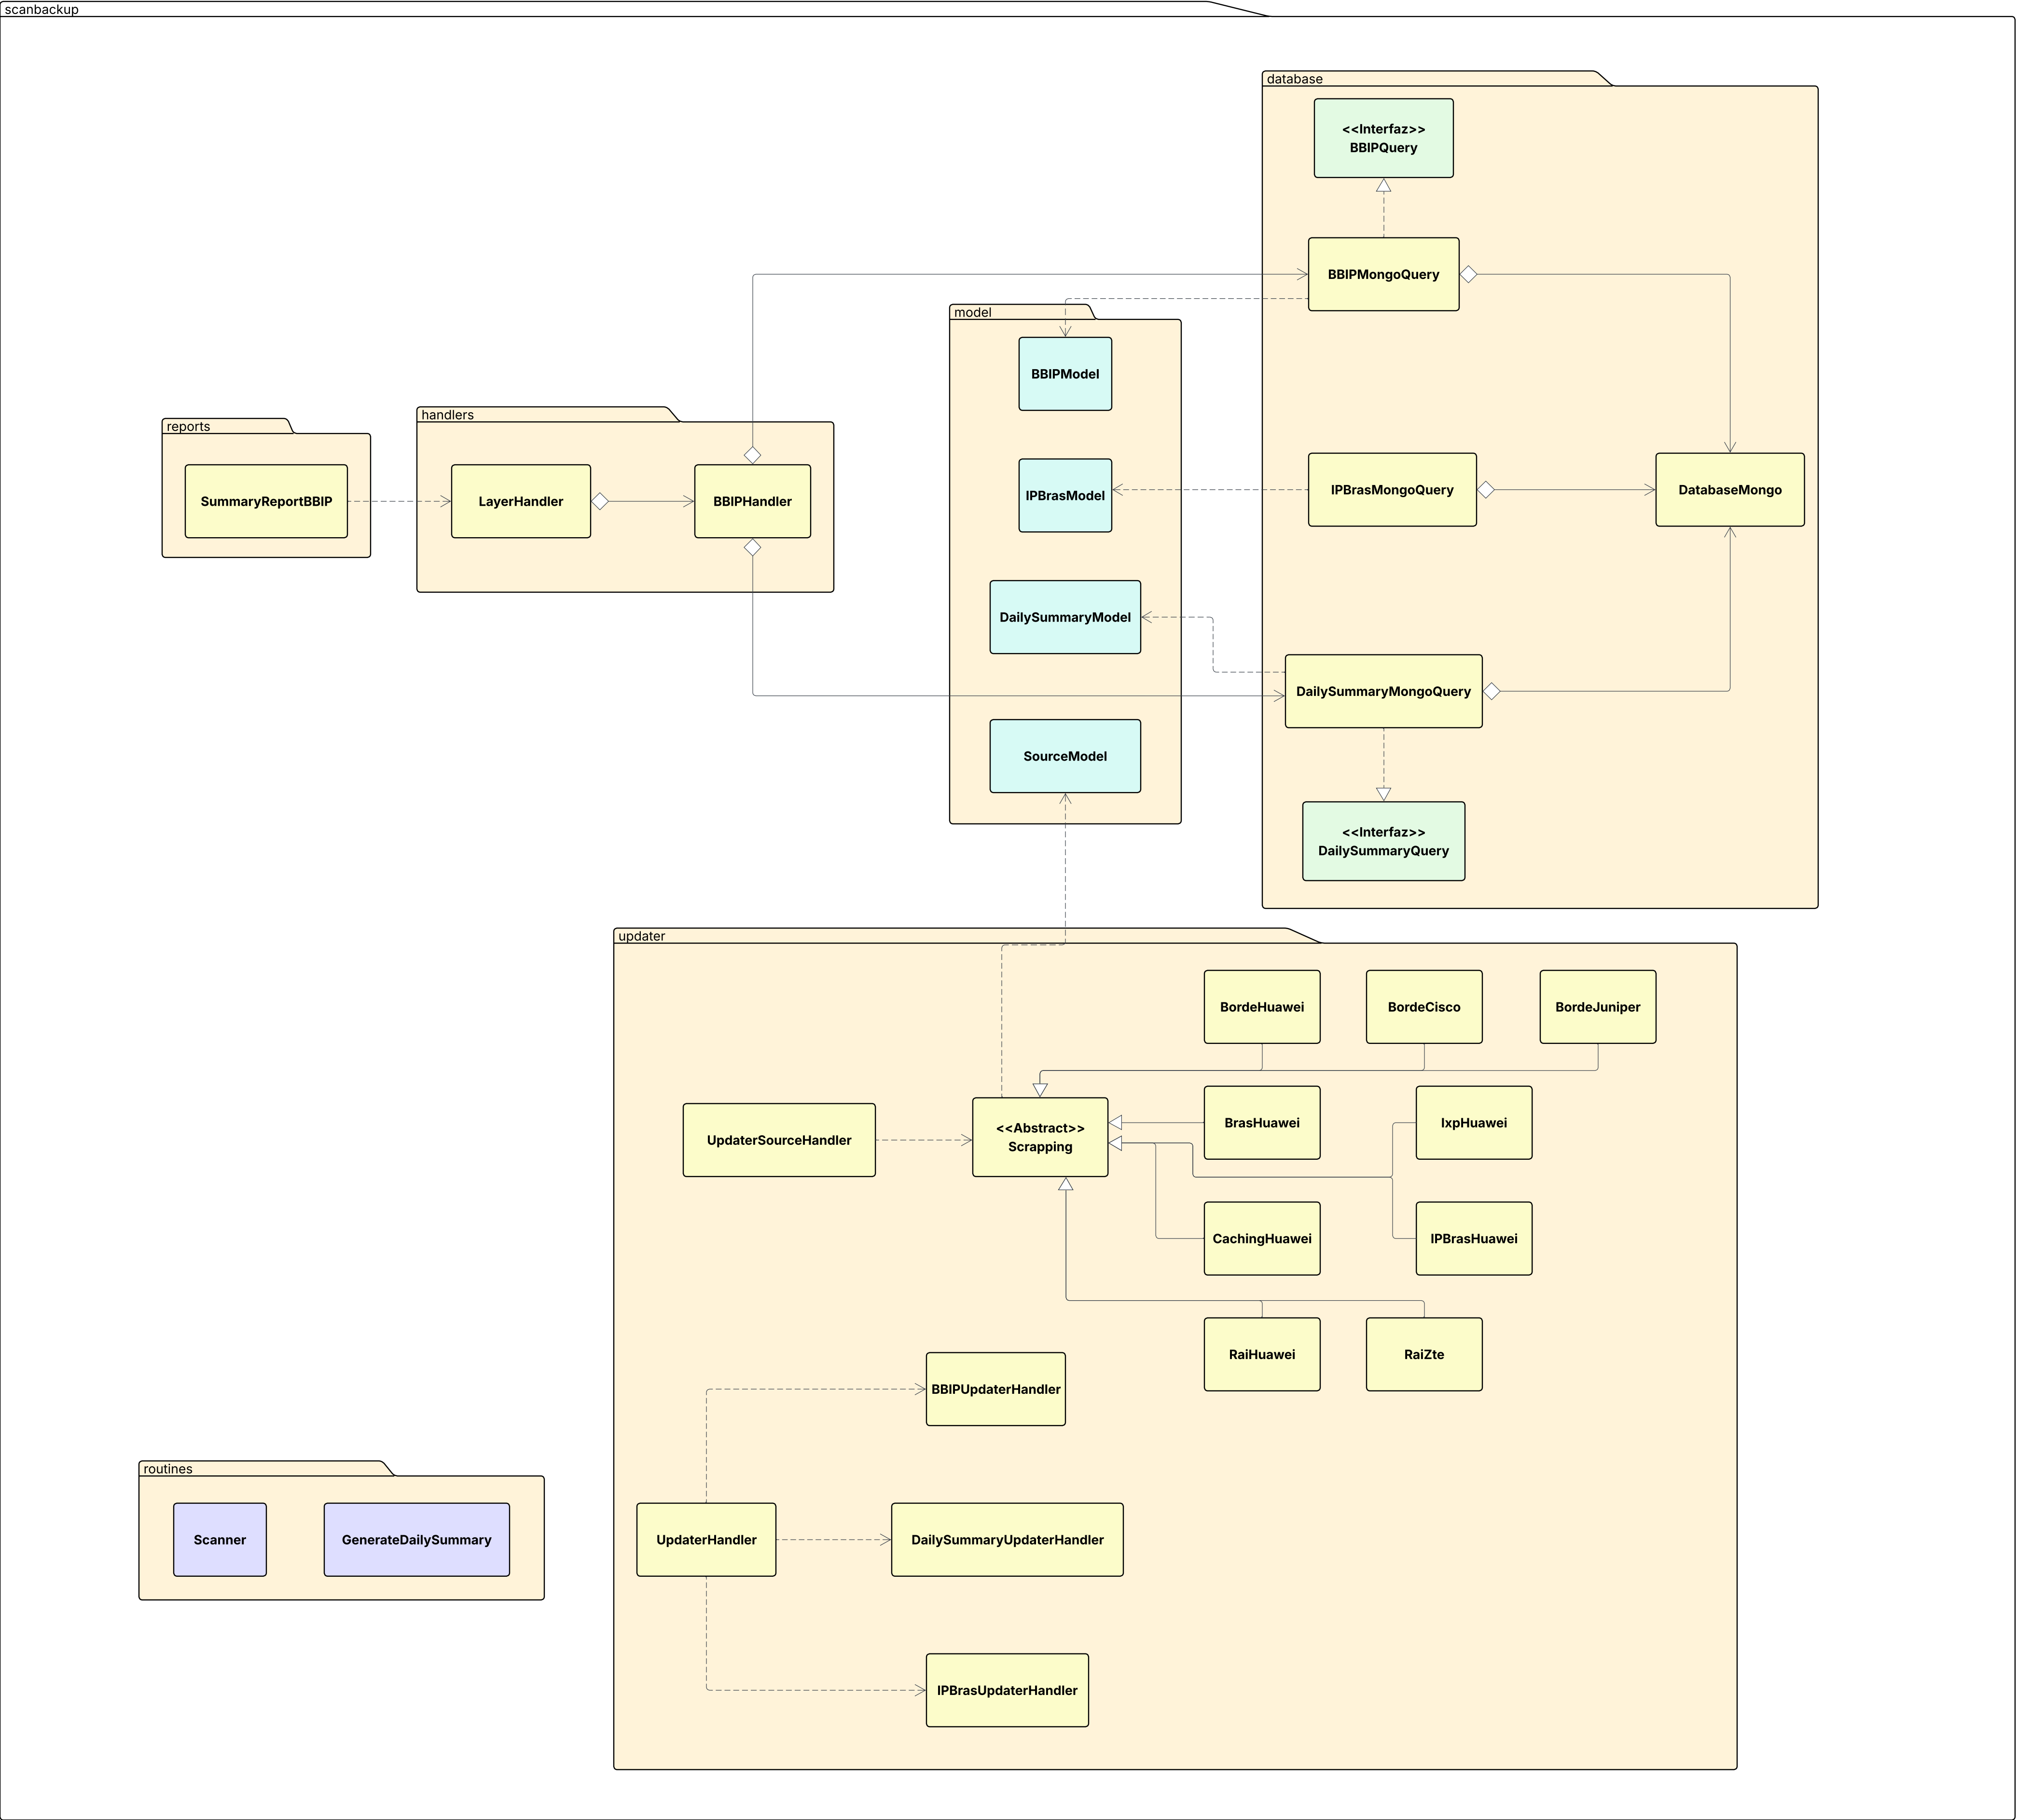 scanbackup
database
<<Interfaz>>
BBIPQuery
BBIPMongoQuery
model
BBIPModel
handlers
reports
IPBrasMongoQuery
DatabaseMongo
IPBrasModel
SummaryReportBBIP
LayerHandler
BBIPHandler
DailySummaryModel
DailySummaryMongoQuery
SourceModel
<<Interfaz>>
DailySummaryQuery
updater
BordeHuawei
BordeCisco
BordeJuniper
UpdaterSourceHandler
<<Abstract>>
Scrapping
BrasHuawei
IxpHuawei
CachingHuawei
IPBrasHuawei
RaiHuawei
RaiZte
BBIPUpdaterHandler
routines
Scanner
GenerateDailySummary
UpdaterHandler
DailySummaryUpdaterHandler
IPBrasUpdaterHandler